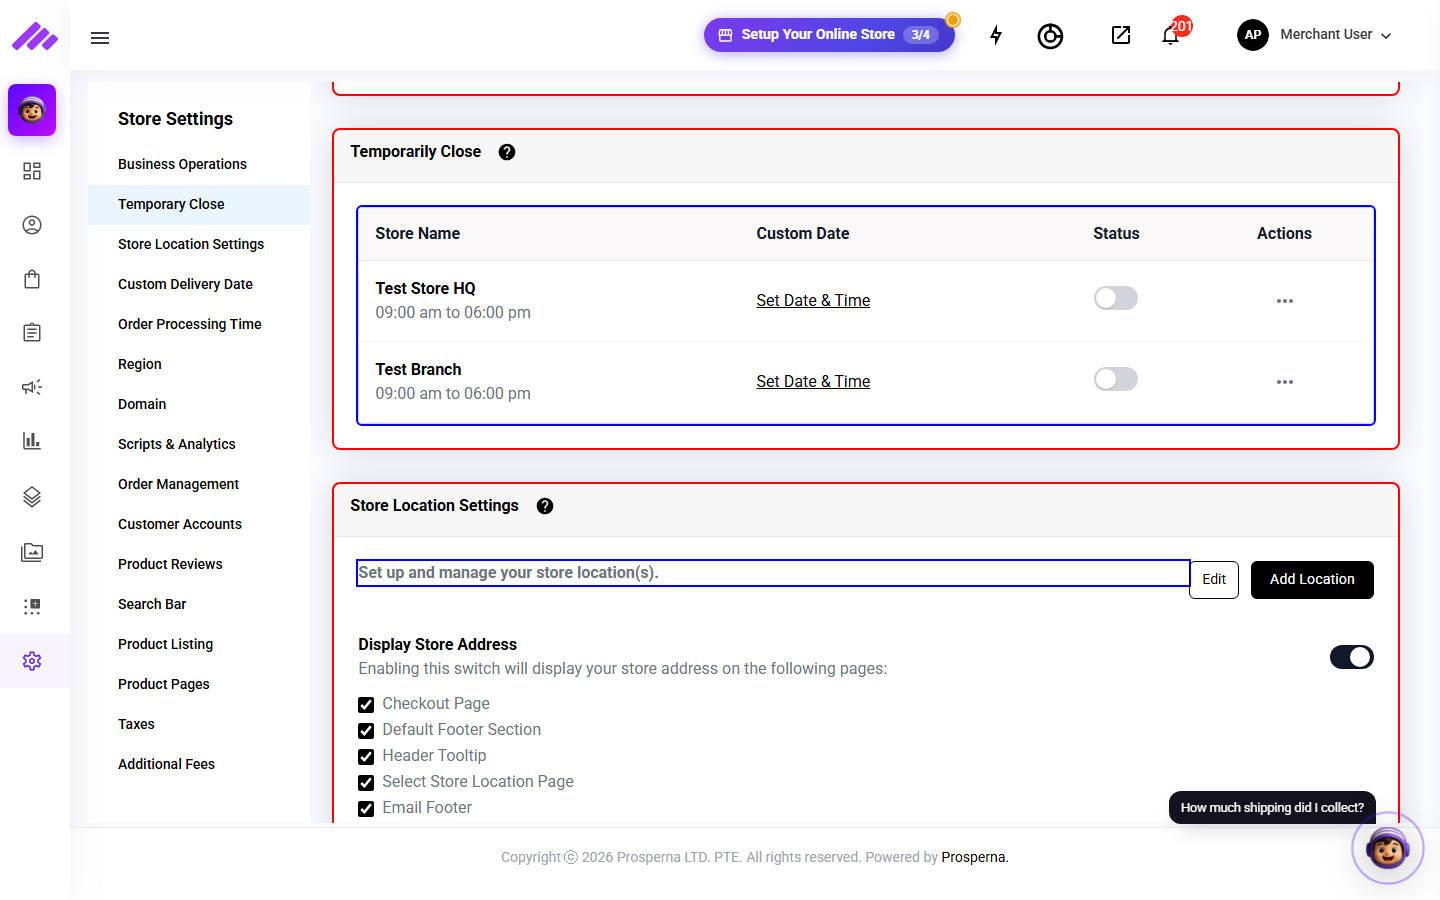 Setup Your Online Store 3/4
201
AP Merchant User
Store Settings
Business Operations
Temporary Close
Store Location Settings
Custom Delivery Date
Order Processing Time
Region
Domain
Scripts & Analytics
Order Management
Customer Accounts
Product Reviews
Search Bar
Product Listing
Product Pages
Taxes
Additional Fees
Temporarily Close
Store Name Custom Date Status Actions
Test Store HQ
09:00 am to 06:00 pm
Set Date & Time
Test Branch
09:00 am to 06:00 pm
Set Date & Time
Store Location Settings
Set up and manage your store location(s).
Edit Add Location
Display Store Address
Enabling this switch will display your store address on the following pages:
Checkout Page
Default Footer Section
Header Tooltip
Select Store Location Page
Email Footer
How much shipping did I collect?
Copyright © 2026 Prosperna LTD. PTE. All rights reserved. Powered by Prosperna.